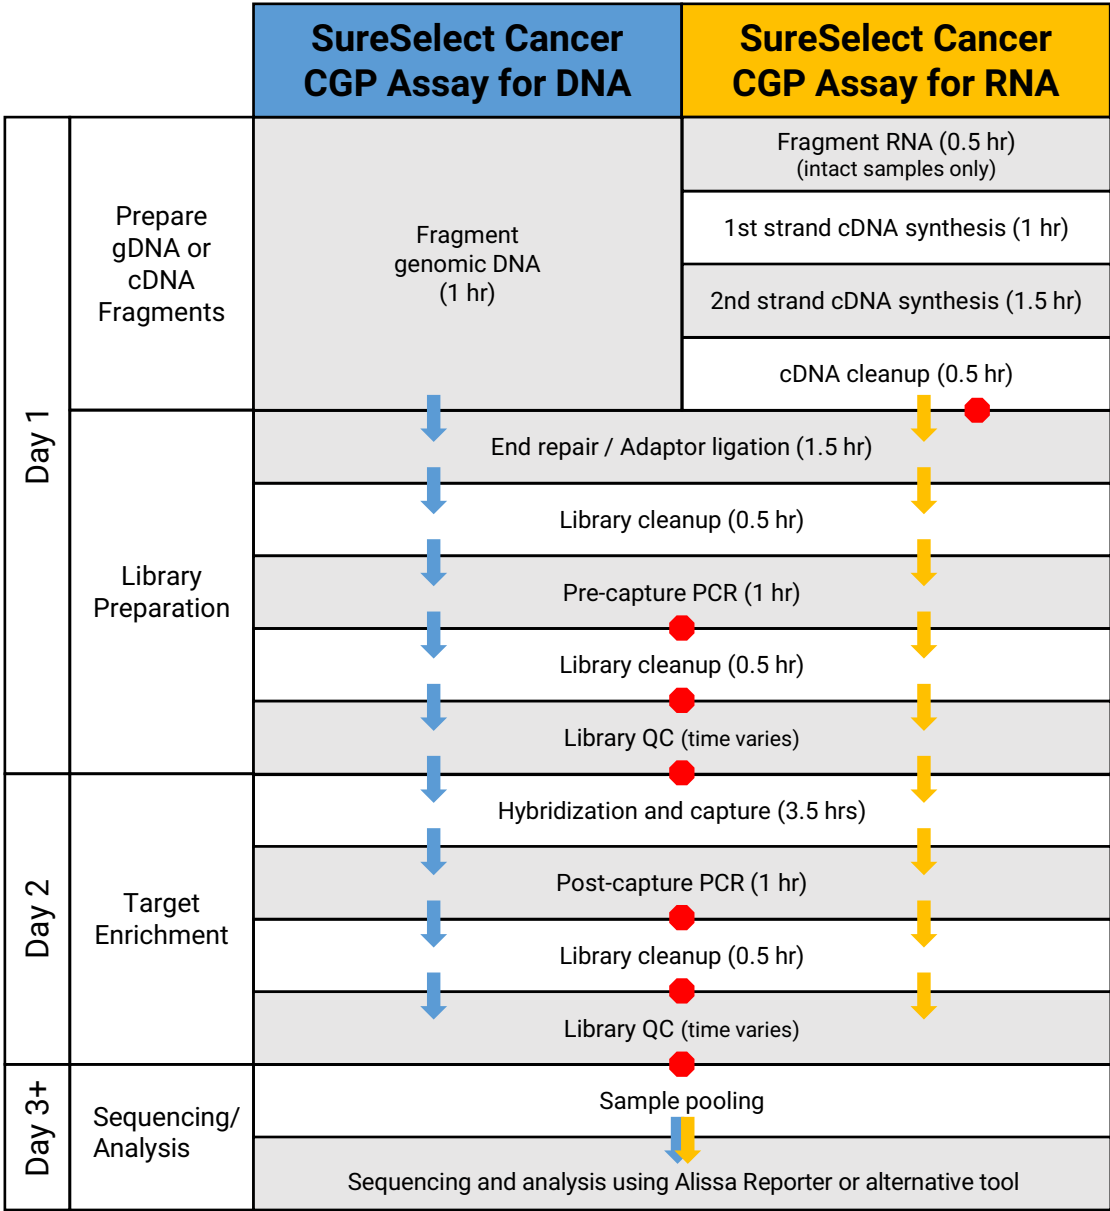 SureSelect Cancer
CGP Assay for DNA
SureSelect Cancer
CGP Assay for RNA
Day 1
Prepare
gDNA or
cDNA
Fragments
Fragment
genomic DNA
(1 hr)
Fragment RNA (0.5 hr)
(intact samples only)
1st strand cDNA synthesis (1 hr)
2nd strand cDNA synthesis (1.5 hr)
cDNA cleanup (0.5 hr)
Library
Preparation
End repair / Adaptor ligation (1.5 hr)
Library cleanup (0.5 hr)
Pre-capture PCR (1 hr)
Library cleanup (0.5 hr)
Library QC (time varies)
Day 2
Target
Enrichment
Hybridization and capture (3.5 hrs)
Post-capture PCR (1 hr)
Library cleanup (0.5 hr)
Library QC (time varies)
Day 3+
Sequencing/
Analysis
Sample pooling
Sequencing and analysis using Alissa Reporter or alternative tool